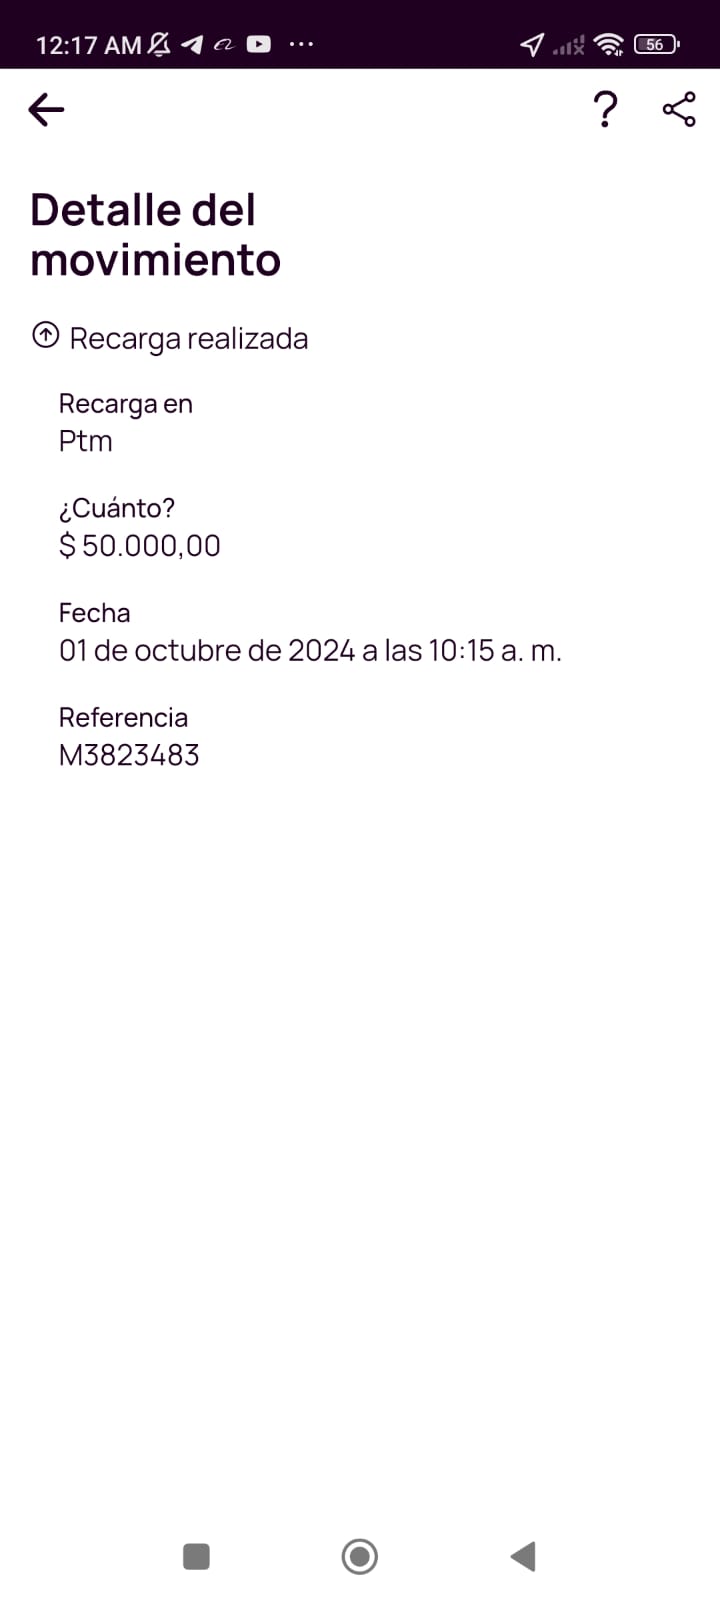 12:17 AM
56
?
Detalle del
movimiento
Recarga realizada
Recarga en
Ptm
¿Cuánto?
$ 50.000,00
Fecha
01 de octubre de 2024 a las 10:15 a. m.
Referencia
M3823483